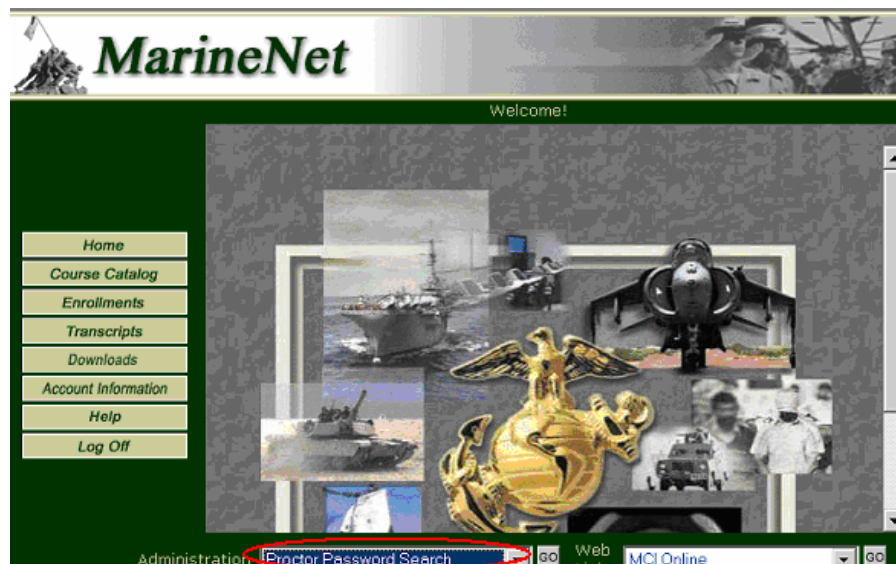 MarineNet
Welcome!
Home
Course Catalog
Enrollments
Transcripts
Downloads
Account Information
Help
Log Off
Administration Proctor Password Search GO Web MCI Online GO